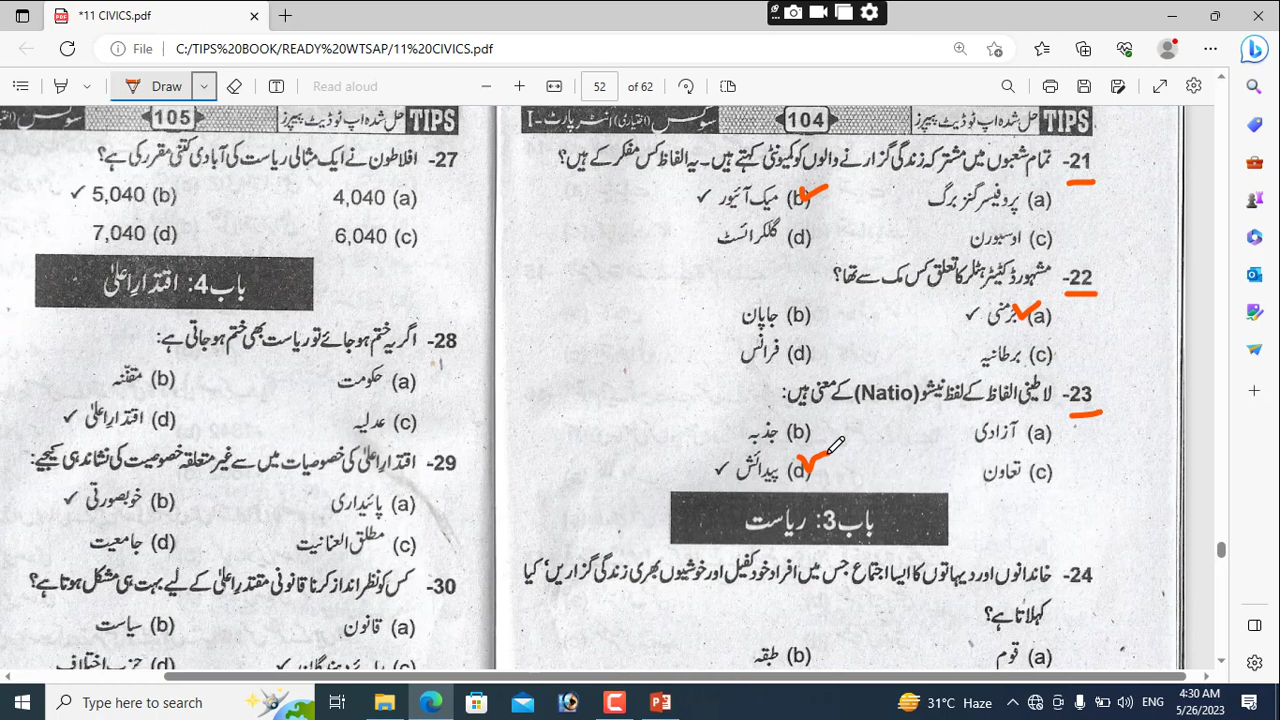 *11 CIVICS.pdf
File
C:/TIPS%20BOOK/READY%20WTSAP/11%20CIVICS.pdf
Draw
Read aloud
52 of 62
TIPS حل شدہ اپ ٹو ڈیٹ پیپرز 104 سوکس (اختیاری) انٹر پارٹ - I
21- تمام شعبوں میں مشترکہ زندگی گزارنے والوں کو کمیونٹی کہتے ہیں۔ یہ الفاظ کس مفکر کے ہیں؟
(a) پروفیسر گنز برگ (b) میک آئیور ✓
(c) اوسبورن (d) گلکرائسٹ
22- مشہور ڈکٹیٹر ہٹلر کا تعلق کس ملک سے تھا؟
(a) جرمنی ✓ (b) جاپان
(c) برطانیہ (d) فرانس
23- لاطینی الفاظ کے لفظ نیشو (Natio) کے معنی ہیں:
(a) آزادی (b) جذبہ
(c) تعاون (d) پیدائش ✓
باب 3: ریاست
24- خاندانوں اور دیہاتوں کا ایسا اجتماع جس میں افراد خود کفیل اور خوشیوں بھری زندگی گزاریں' کیا
کہلاتا ہے؟
(a) قوم (b) طبقہ
TIPS حل شدہ اپ ٹو ڈیٹ پیپرز 105 سوکس (اختیاری)
27- افلاطون نے ایک مثالی ریاست کی آبادی کتنی مقرر کی ہے؟
(a) 4,040 (b) 5,040 ✓
(c) 6,040 (d) 7,040
باب 4: اقتدارِ اعلیٰ
28- اگر یہ ختم ہو جائے تو ریاست بھی ختم ہو جاتی ہے:
(a) حکومت (b) مقننہ
(c) عدلیہ (d) اقتدارِ اعلیٰ ✓
29- اقتدارِ اعلیٰ کی خصوصیات میں سے غیر متعلقہ خصوصیت کی نشاندہی کیجیے:
(a) پائیداری (b) خوبصورتی ✓
(c) مطلق العنانیت (d) جامعیت
30- کس کو نظر انداز کرنا قانونی مقتدرِ اعلیٰ کے لیے بہت ہی مشکل ہوتا ہے؟
(a) قانون (b) سیاست
(c) رائے دہندگان ✓ (d) حزبِ اختلاف
Type here to search
31°C Haze
ENG
4:30 AM
5/26/2023